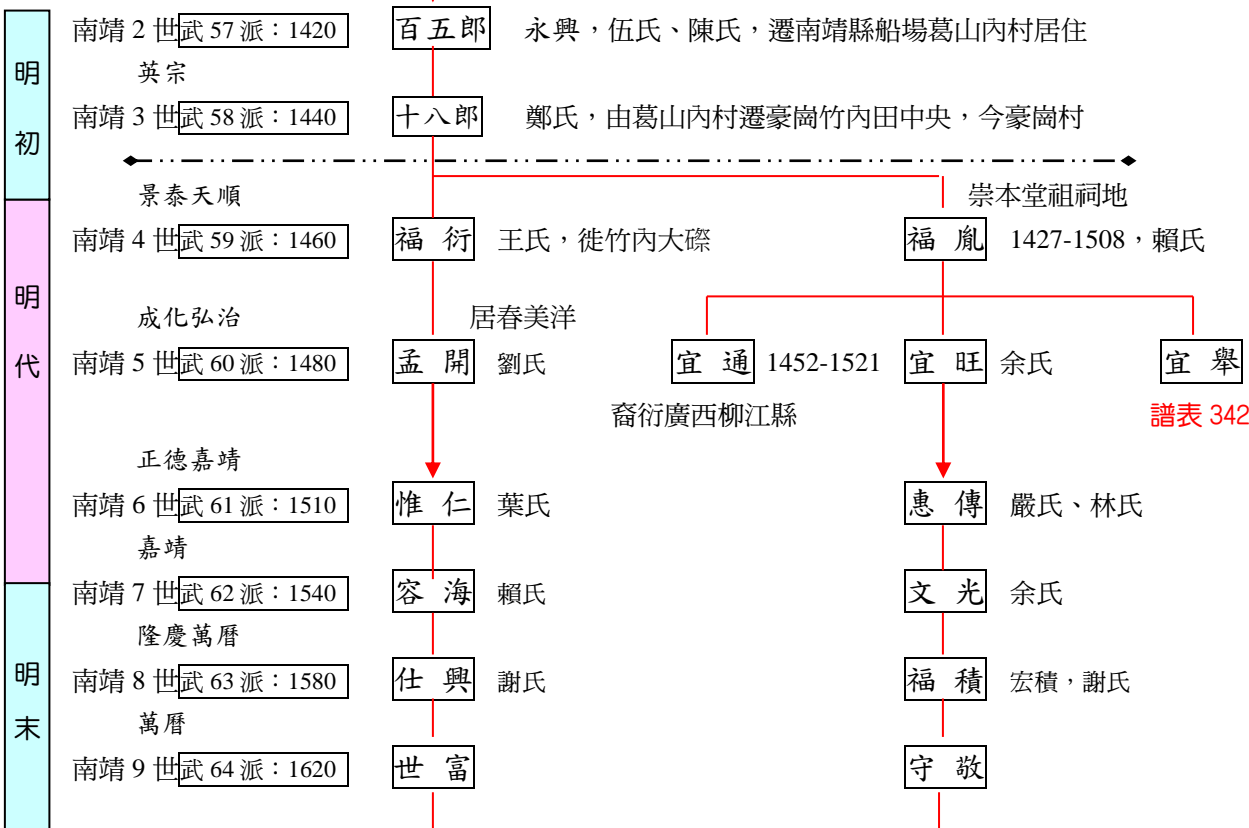 明初
南靖 2 世 武 57 派：1420 百五郎 永興，伍氏、陳氏，遷南靖縣船場葛山內村居住
英宗
南靖 3 世 武 58 派：1440 十八郎 鄭氏，由葛山內村遷豪崗竹內田中央，今豪崗村
明代
景泰天順 崇本堂祖祠地
南靖 4 世 武 59 派：1460 福衍 王氏，徙竹內大磜 福胤 1427-1508，賴氏
成化弘治 居春美洋
南靖 5 世 武 60 派：1480 孟開 劉氏 宜通 1452-1521 宜旺 余氏 宜舉
裔衍廣西柳江縣 譜表 342
正德嘉靖
南靖 6 世 武 61 派：1510 惟仁 葉氏 惠傳 嚴氏、林氏
嘉靖
明末
南靖 7 世 武 62 派：1540 容海 賴氏 文光 余氏
隆慶萬曆
南靖 8 世 武 63 派：1580 仕興 謝氏 福積 宏積，謝氏
萬曆
南靖 9 世 武 64 派：1620 世富 守敬